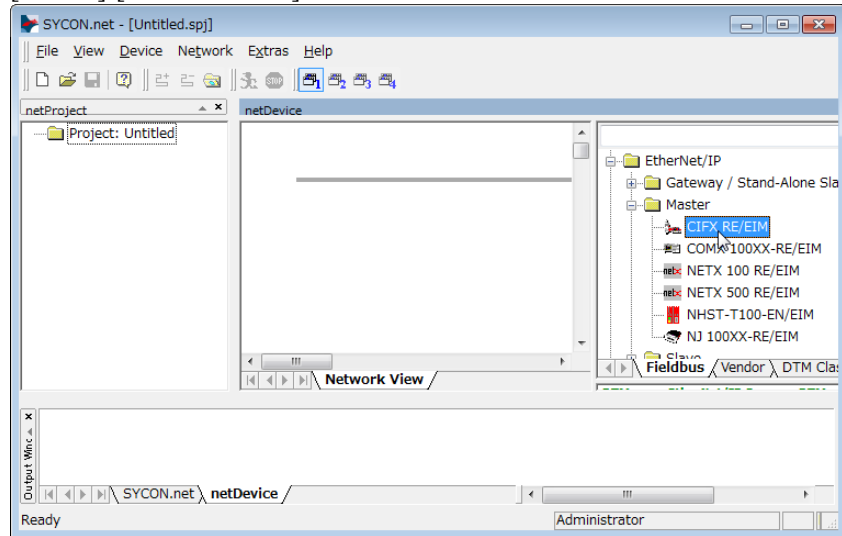 SYCON.net - [Untitled.spj]
File View Device Network Extras Help
netProject
netDevice
Project: Untitled
EtherNet/IP
Gateway / Stand-Alone Sla
Master
CIFX RE/EIM
COMX 100XX-RE/EIM
NETX 100 RE/EIM
NETX 500 RE/EIM
NHST-T100-EN/EIM
NJ 100XX-RE/EIM
Slave
Network View
Fieldbus Vendor DTM Clas
Output Winc
SYCON.net netDevice
Ready
Administrator